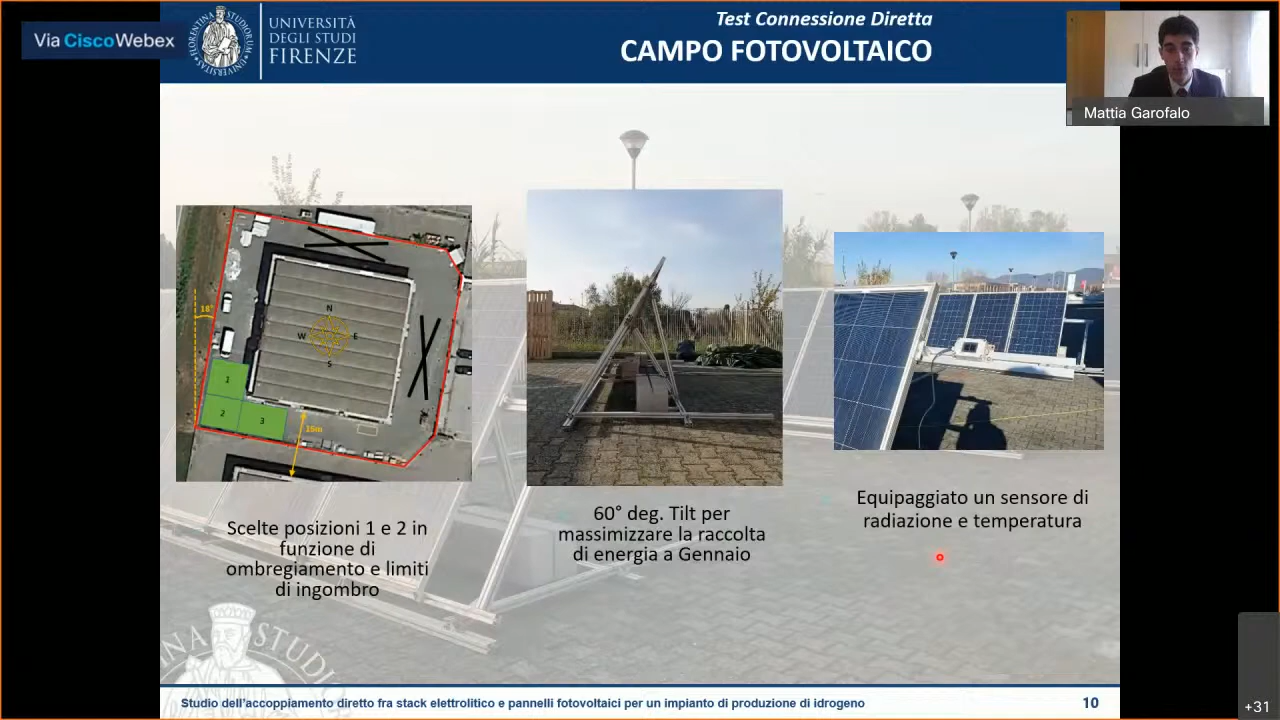 Via Cisco Webex
UNIVERSITÀ
DEGLI STUDI
FIRENZE
Test Connessione Diretta
CAMPO FOTOVOLTAICO
Mattia Garofalo
18°
N
W
E
S
1
2
3
15m
Scelte posizioni 1 e 2 in
funzione di
ombregiamento e limiti
di ingombro
60° deg. Tilt per
massimizzare la raccolta
di energia a Gennaio
Equipaggiato un sensore di
radiazione e temperatura
Studio dell'accoppiamento diretto fra stack elettrolitico e pannelli fotovoltaici per un impianto di produzione di idrogeno
10
+31